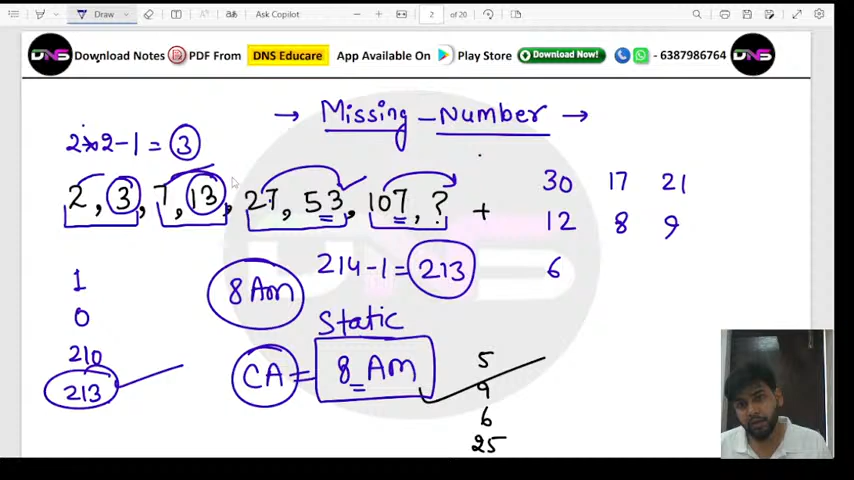 Draw
Ask Copilot
2 of 20
DNS Download Notes PDF From DNS Educare App Available On Play Store Download Now! - 6387986764 DNS
→ Missing-Number →
2×2-1 = 3
2, 3, 7, 13, 27, 53, 107, ? +
30 17 21
12 8 9
6
214-1 = 213
8 Am
1
0
210
213
Static
CA = 8 Am
5
9
6
25